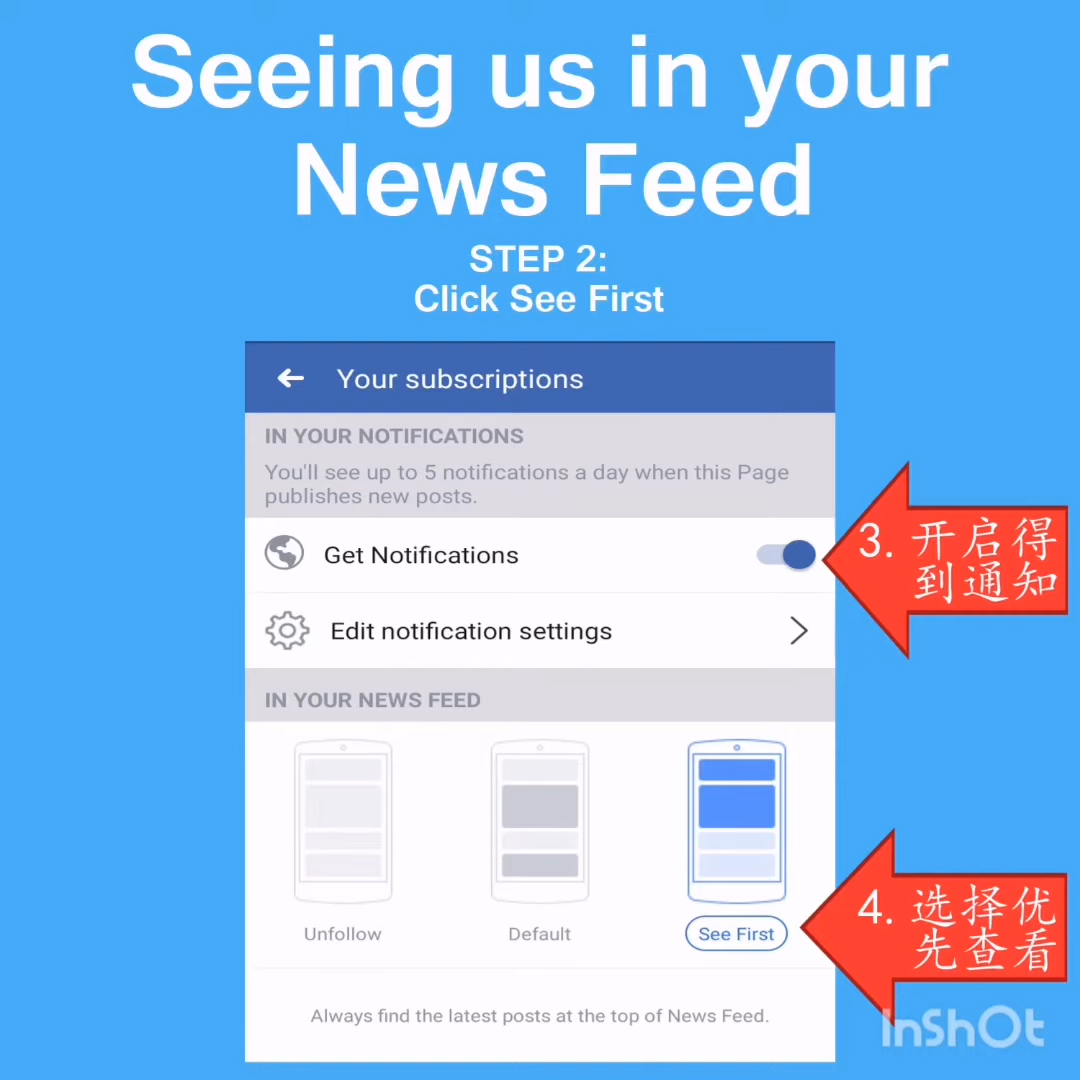 Seeing us in your
News Feed
STEP 2:
Click See First
Your subscriptions
IN YOUR NOTIFICATIONS
You'll see up to 5 notifications a day when this Page
publishes new posts.
Get Notifications
3. 开启得
到通知
Edit notification settings
IN YOUR NEWS FEED
Unfollow
Default
See First
4. 选择优
先查看
Always find the latest posts at the top of News Feed.
InShOt